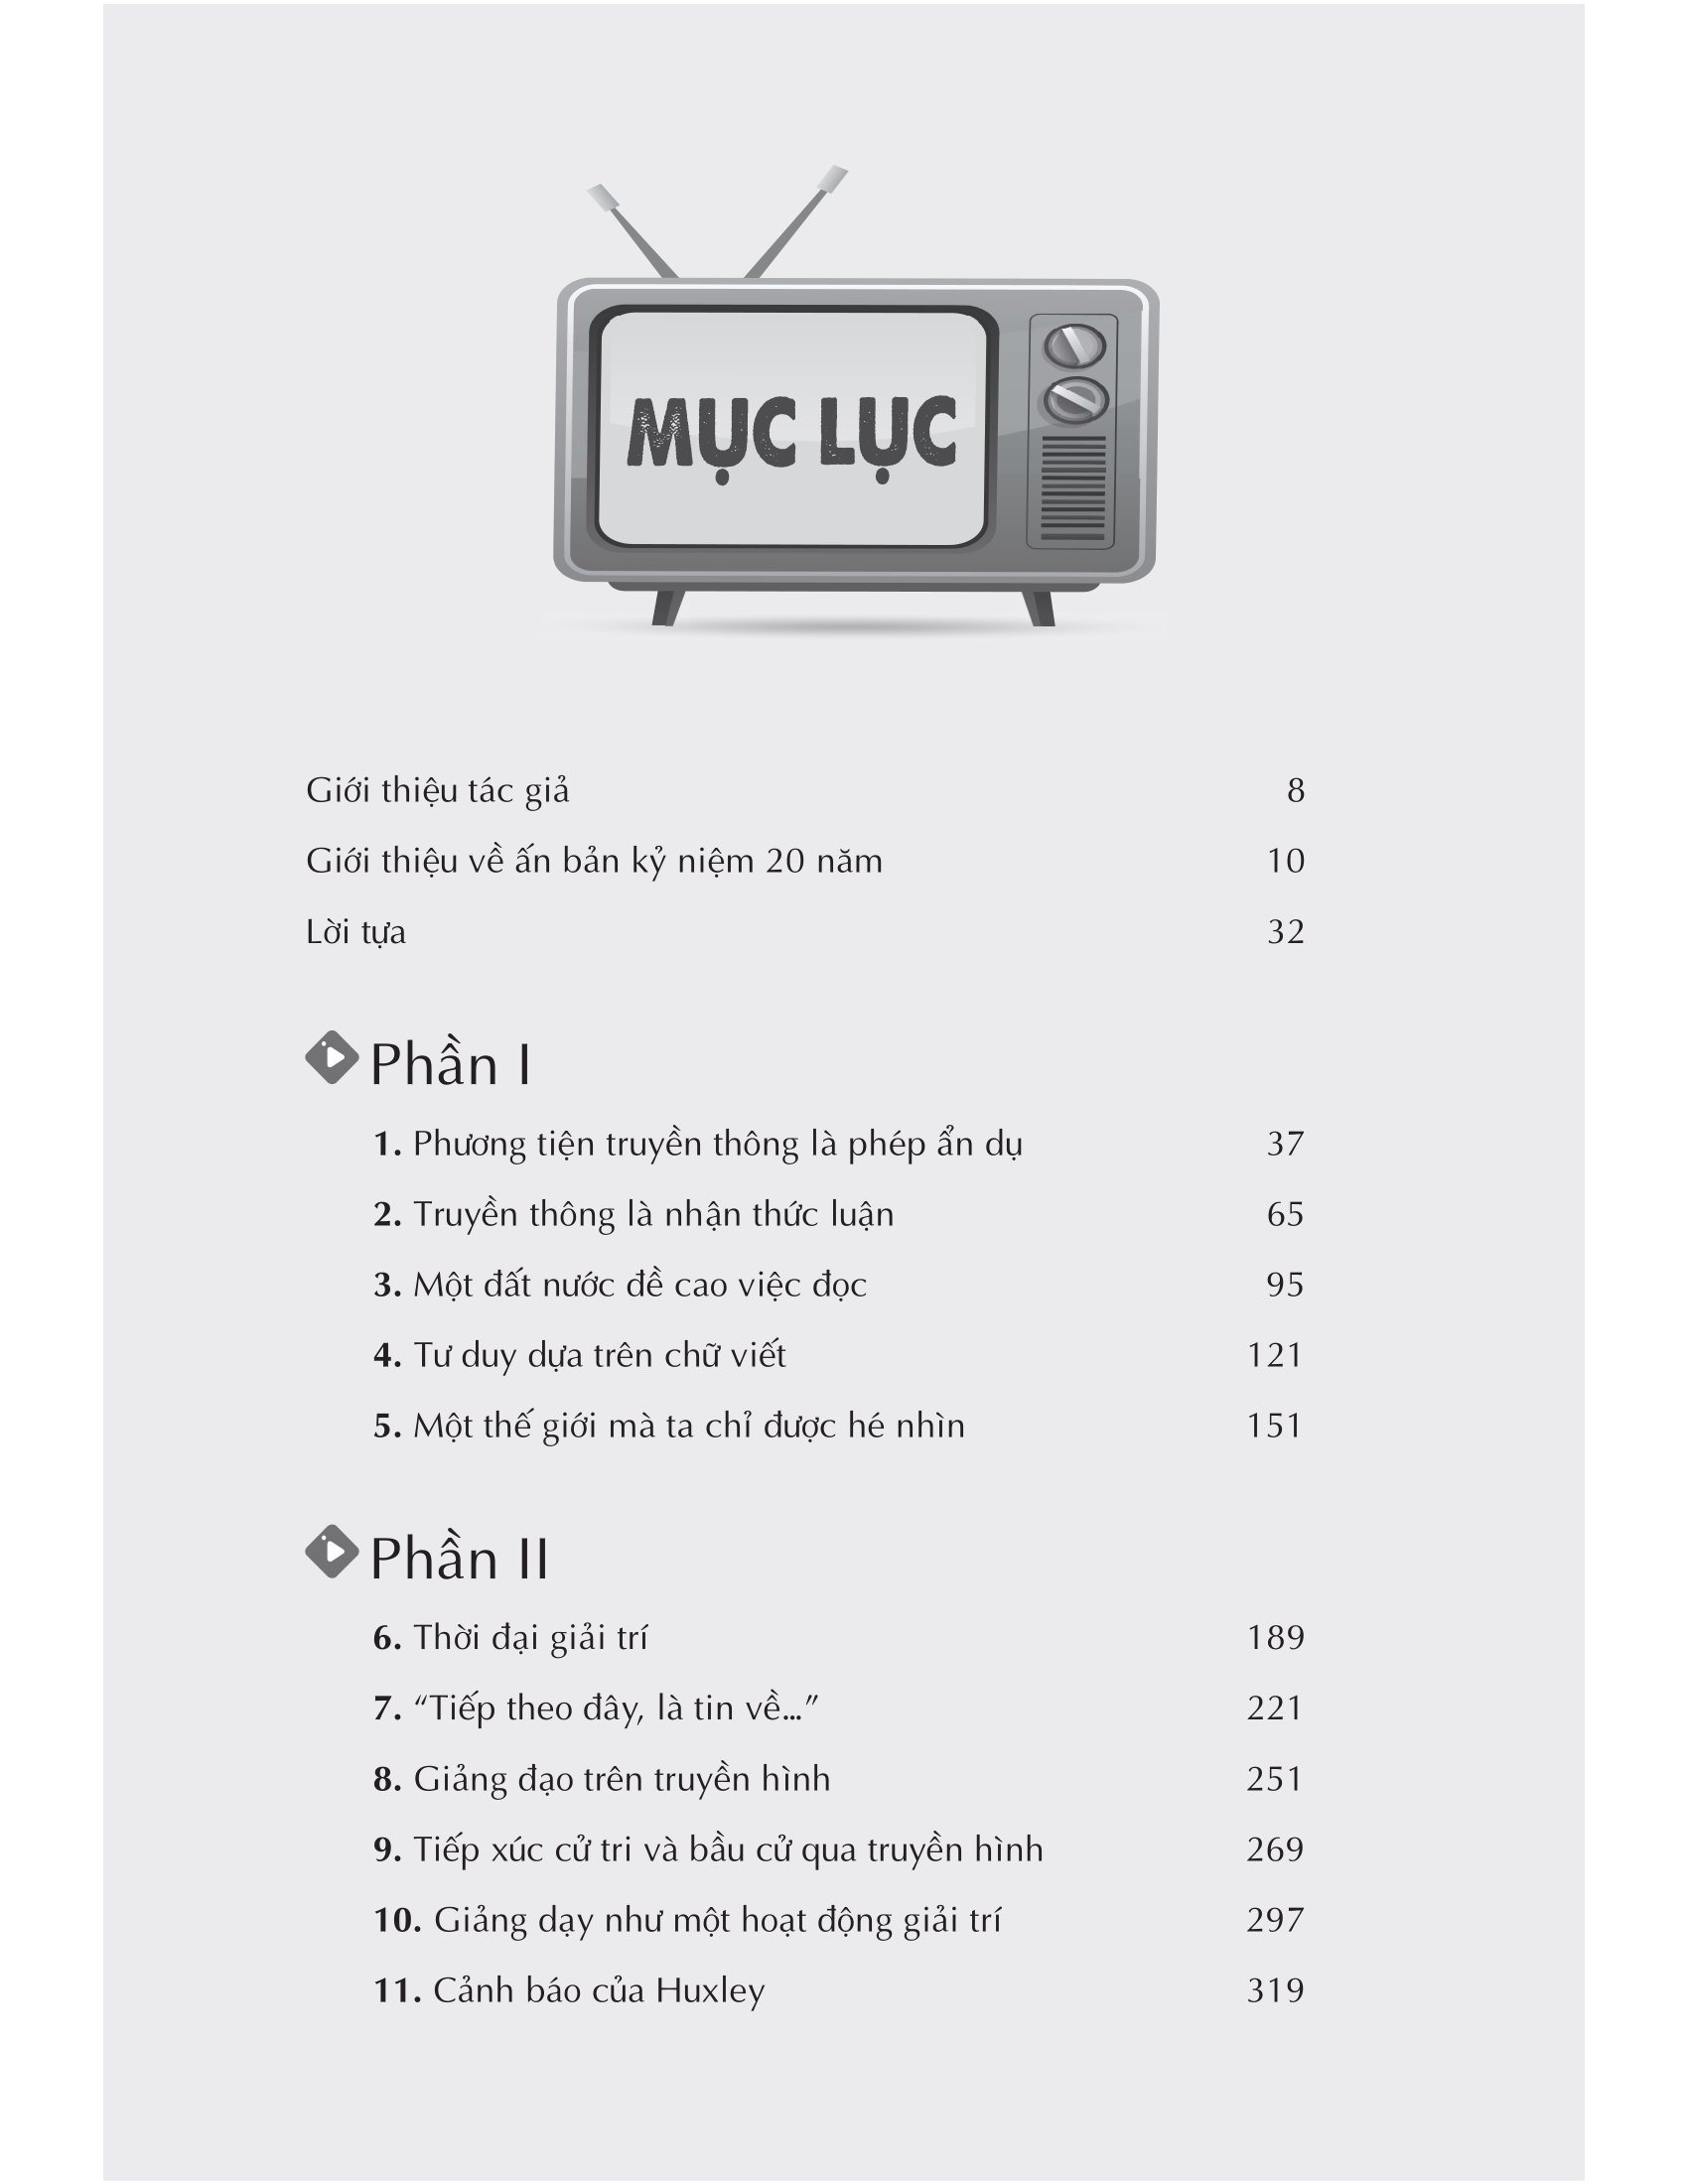 MỤC LỤC
Giới thiệu tác giả 8
Giới thiệu về ấn bản kỷ niệm 20 năm 10
Lời tựa 32
Phần I
1. Phương tiện truyền thông là phép ẩn dụ 37
2. Truyền thông là nhận thức luận 65
3. Một đất nước đề cao việc đọc 95
4. Tư duy dựa trên chữ viết 121
5. Một thế giới mà ta chỉ được hé nhìn 151
Phần II
6. Thời đại giải trí 189
7. “Tiếp theo đây, là tin về…” 221
8. Giảng đạo trên truyền hình 251
9. Tiếp xúc cử tri và bầu cử qua truyền hình 269
10. Giảng dạy như một hoạt động giải trí 297
11. Cảnh báo của Huxley 319